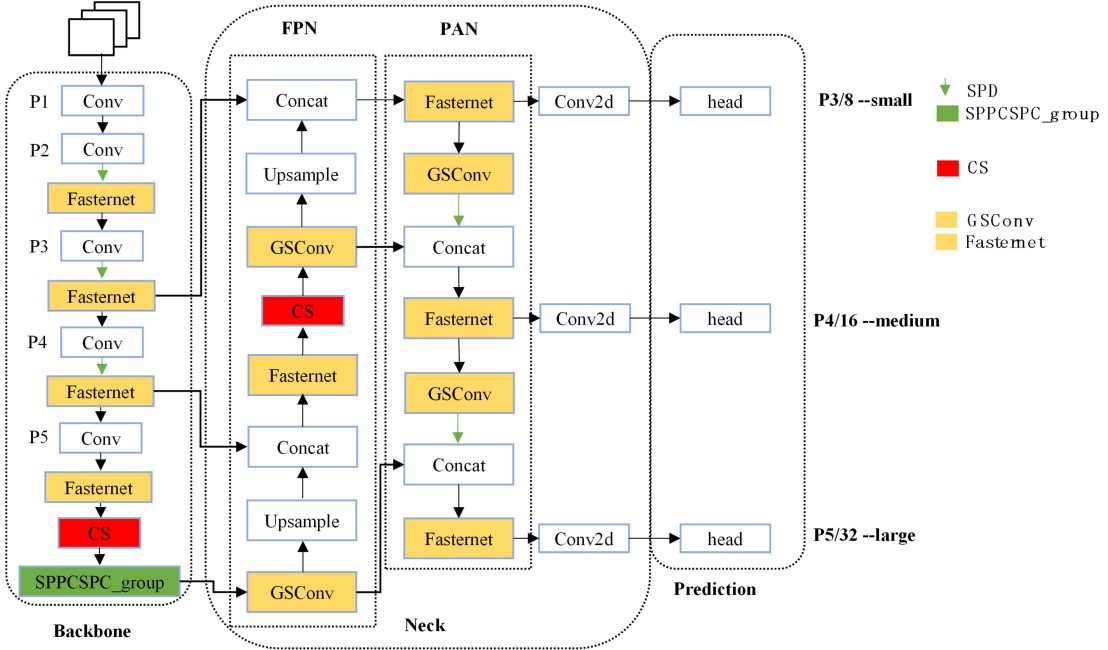 FPN
PAN
P1
Conv
P2
Conv
Fasternet
P3
Conv
Fasternet
P4
Conv
Fasternet
P5
Conv
Fasternet
CS
SPPCSPC_group
Backbone
Concat
Upsample
GSConv
CS
Fasternet
Concat
Upsample
GSConv
Fasternet
GSConv
Concat
Fasternet
GSConv
Concat
Fasternet
Neck
Conv2d
Conv2d
Conv2d
head
head
head
Prediction
P3/8 --small
P4/16 --medium
P5/32 --large
SPD
SPPCSPC_group
CS
GSConv
Fasternet